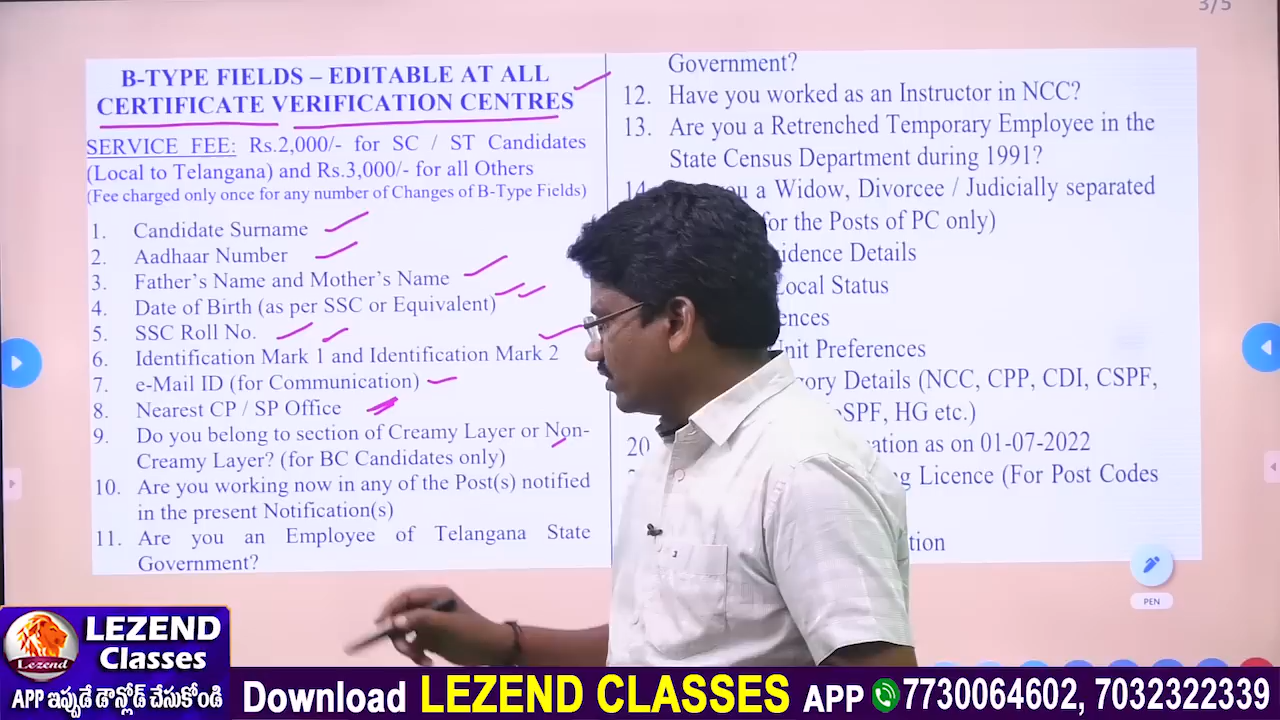 3/5
B-TYPE FIELDS – EDITABLE AT ALL
CERTIFICATE VERIFICATION CENTRES
SERVICE FEE: Rs.2,000/- for SC / ST Candidates
(Local to Telangana) and Rs.3,000/- for all Others
(Fee charged only once for any number of Changes of B-Type Fields)
1. Candidate Surname
2. Aadhaar Number
3. Father's Name and Mother's Name
4. Date of Birth (as per SSC or Equivalent)
5. SSC Roll No.
6. Identification Mark 1 and Identification Mark 2
7. e-Mail ID (for Communication)
8. Nearest CP / SP Office
9. Do you belong to section of Creamy Layer or Non-
Creamy Layer? (for BC Candidates only)
10. Are you working now in any of the Post(s) notified
in the present Notification(s)
11. Are you an Employee of Telangana State
Government?
Government?
12. Have you worked as an Instructor in NCC?
13. Are you a Retrenched Temporary Employee in the
State Census Department during 1991?
a Widow, Divorcee / Judicially separated
for the Posts of PC only)
Details
Local Status
Preferences
Details (NCC, CPP, CDI, CSPF,
HG etc.)
20 as on 01-07-2022
Licence (For Post Codes
PEN
LEZEND
Classes
Lezend
APP ఇప్పుడే డౌన్లోడ్ చేసుకోండి
Download LEZEND CLASSES APP 7730064602, 7032322339